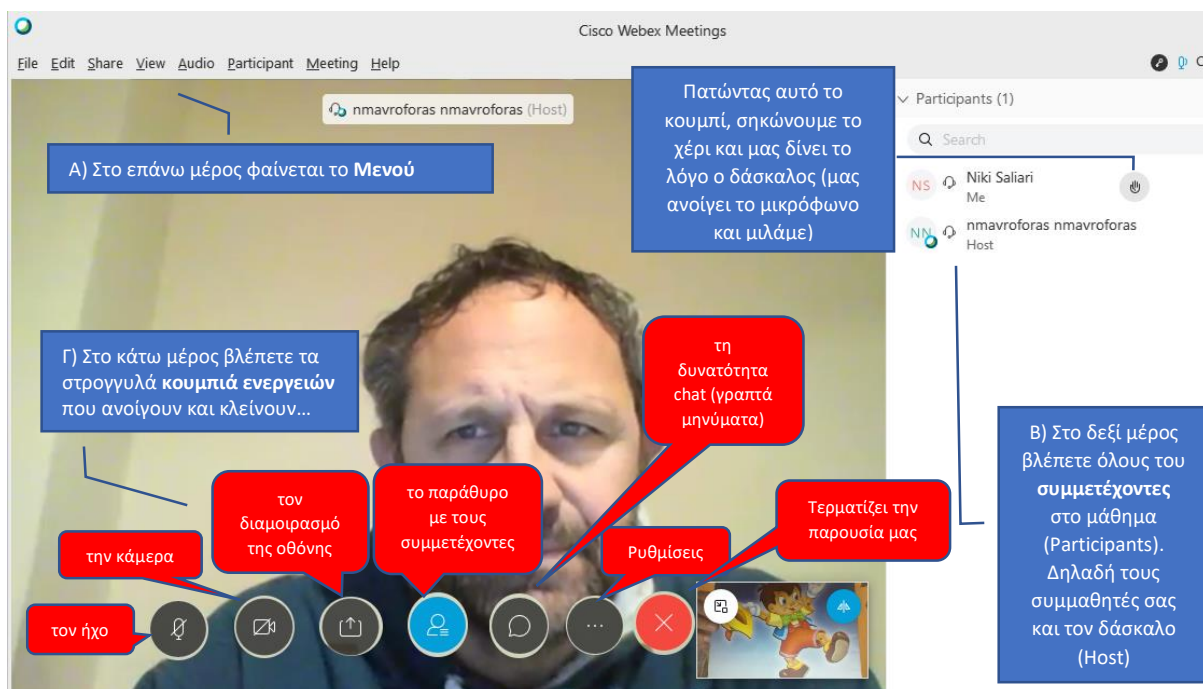 Cisco Webex Meetings
File Edit Share View Audio Participant Meeting Help
nmavroforas nmavroforas (Host)
Α) Στο επάνω μέρος φαίνεται το Μενού
Πατώντας αυτό το
κουμπί, σηκώνουμε το
χέρι και μας δίνει το
λόγο ο δάσκαλος (μας
ανοίγει το μικρόφωνο
και μιλάμε)
Participants (1)
Search
NS Niki Saliari
Me
NN nmavroforas nmavroforas
Host
Γ) Στο κάτω μέρος βλέπετε τα
στρογγυλά κουμπιά ενεργειών
που ανοίγουν και κλείνουν...
τον ήχο
την κάμερα
τον
διαμοιρασμό
της οθόνης
το παράθυρο
με τους
συμμετέχοντες
τη
δυνατότητα
chat (γραπτά
μηνύματα)
Ρυθμίσεις
Τερματίζει την
παρουσία μας
Β) Στο δεξί μέρος
βλέπετε όλους του
συμμετέχοντες
στο μάθημα
(Participants).
Δηλαδή τους
συμμαθητές σας
και τον δάσκαλο
(Host)